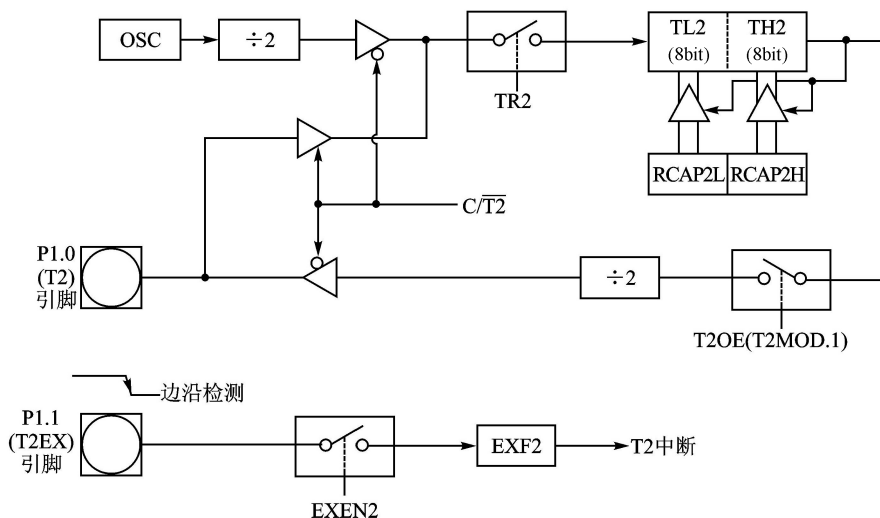 OSC
÷2
TR2
TL2
(8bit)
TH2
(8bit)
RCAP2L
RCAP2H
C/T2
P1.0
(T2)
引脚
÷2
T2OE(T2MOD.1)
边沿检测
P1.1
(T2EX)
引脚
EXEN2
EXF2
T2中断